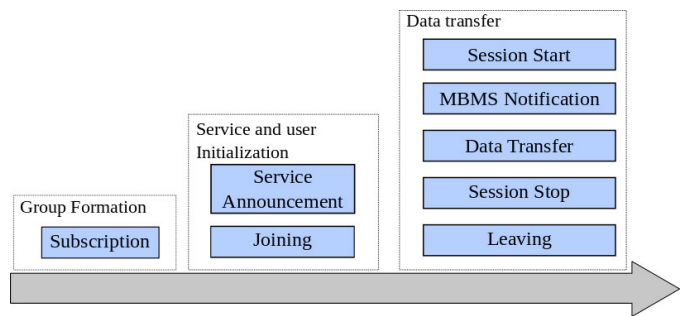 Group Formation
Subscription
Service and user
Initialization
Service
Announcement
Joining
Data transfer
Session Start
MBMS Notification
Data Transfer
Session Stop
Leaving